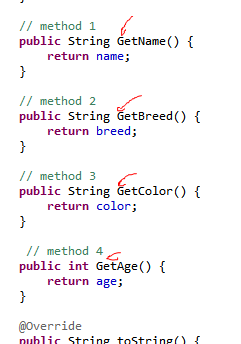 // method 1
public String GetName() {
return name;
}
// method 2
public String GetBreed() {
return breed;
}
// method 3
public String GetColor() {
return color;
}
// method 4
public int GetAge() {
return age;
}
@Override
public String toString() {